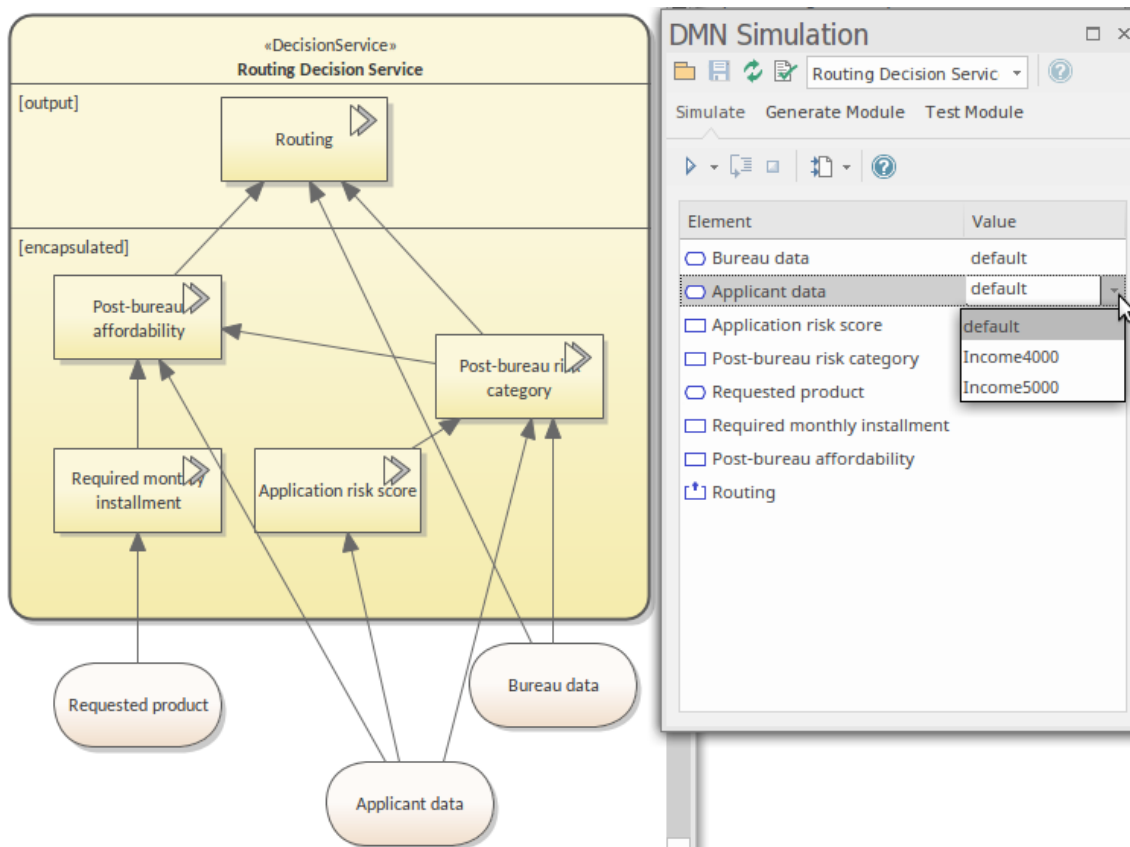 «DecisionService»
Routing Decision Service
[output]
Routing
[encapsulated]
Post-bureau
affordability
Post-bureau risk
category
Required monthly
installment
Application risk score
Requested product
Bureau data
Applicant data
DMN Simulation
Routing Decision Servic
Simulate Generate Module Test Module
Element Value
Bureau data default
Applicant data default
Application risk score default
Post-bureau risk category Income4000
Requested product Income5000
Required monthly installment
Post-bureau affordability
Routing